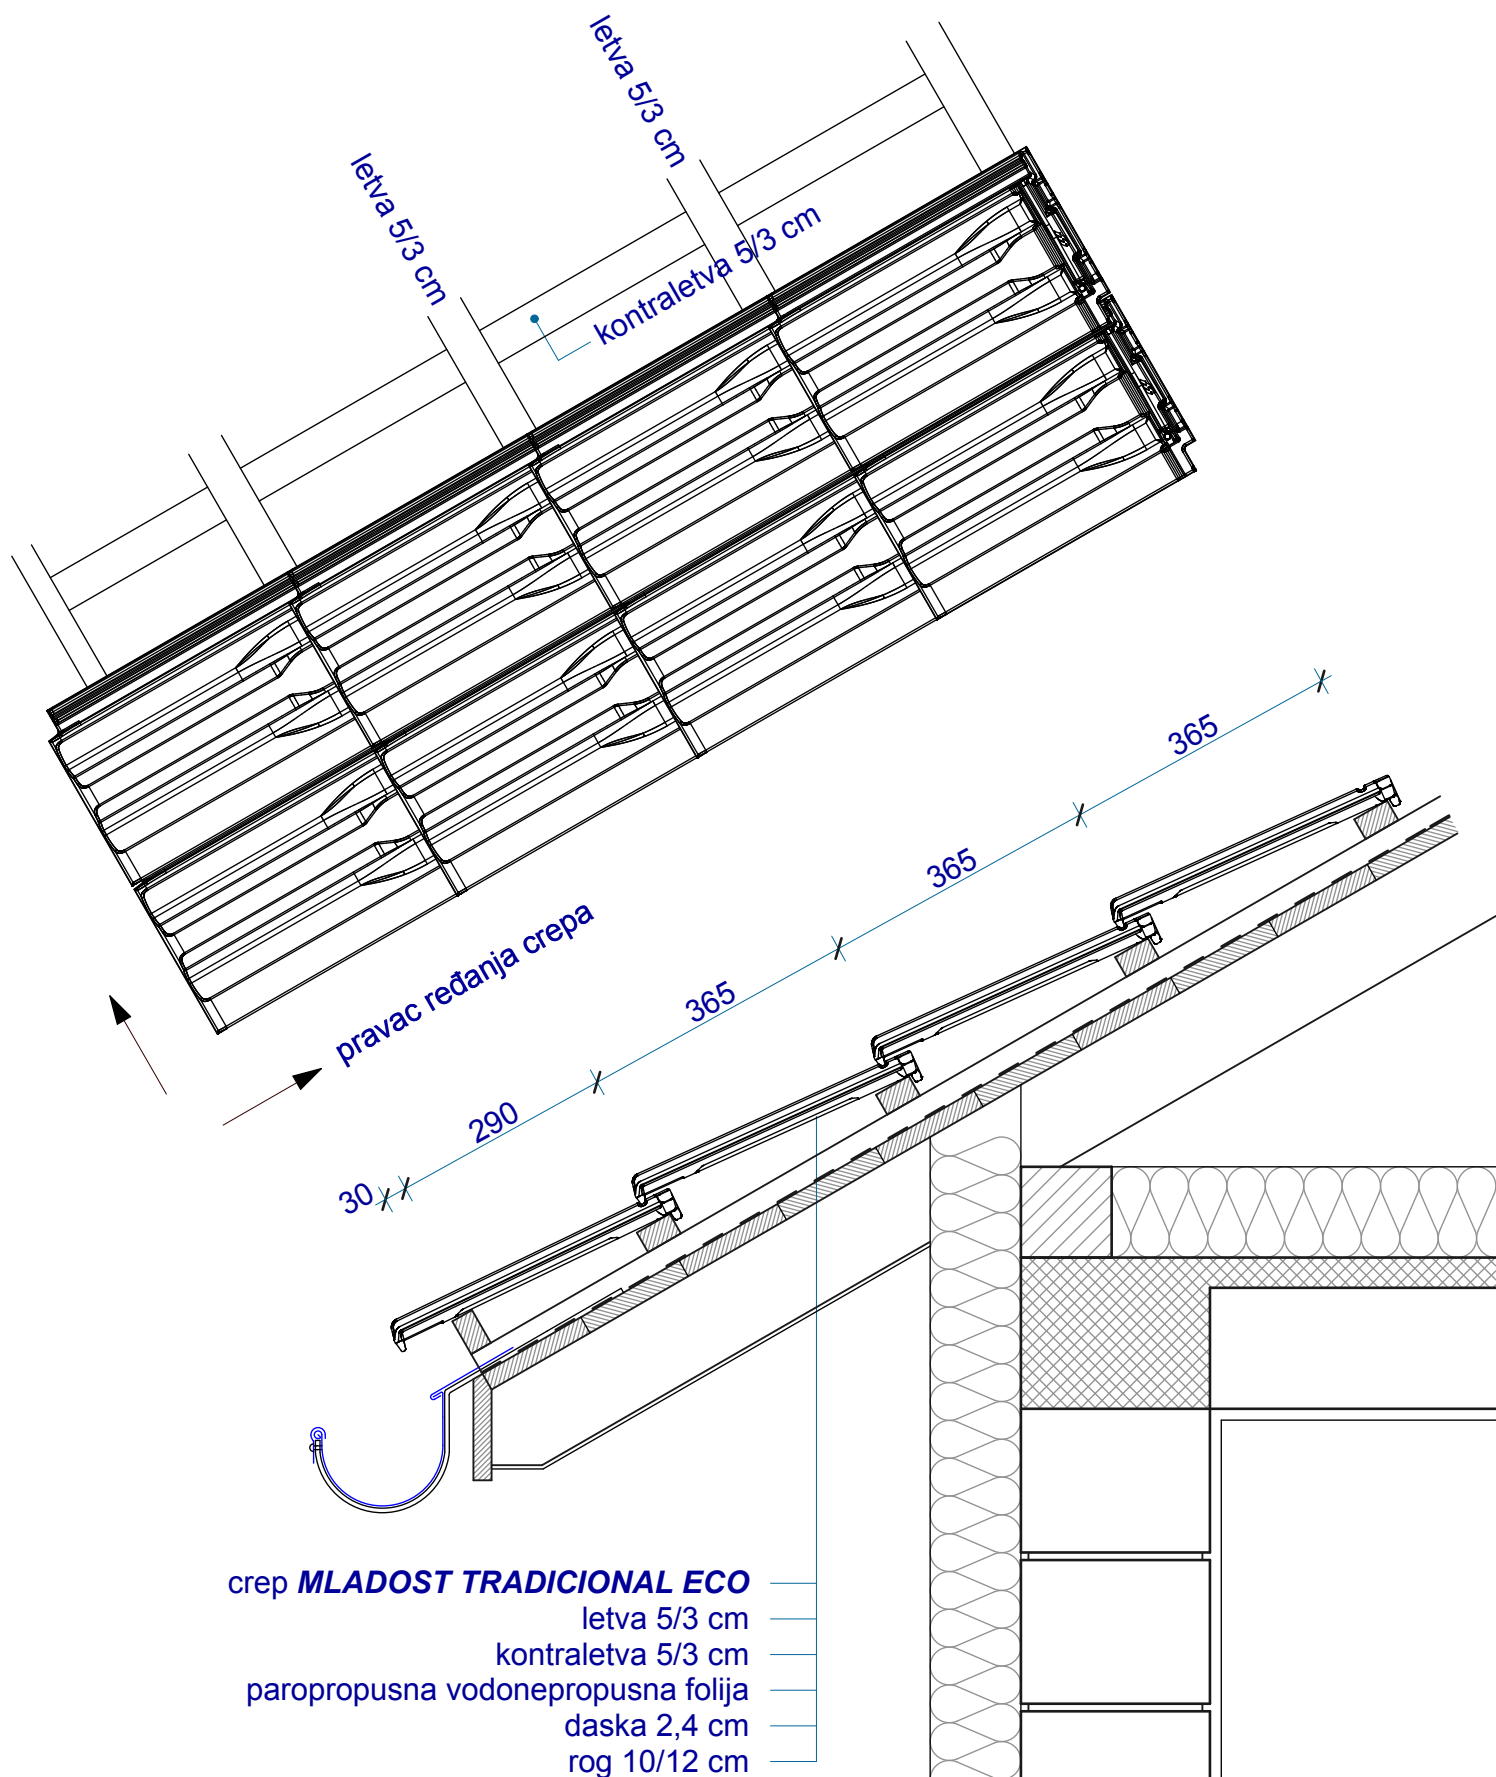 letva 5/3 cm
letva 5/3 cm
kontraletva 5/3 cm
365
365
365
290
30
pravac ređanja crepa
crep MLADOST TRADICIONAL ECO
letva 5/3 cm
kontraletva 5/3 cm
paropropusna vodonepropusna folija
daska 2,4 cm
rog 10/12 cm